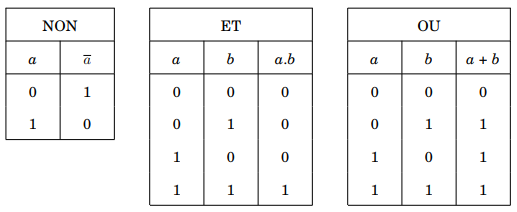 NON ET OU
a a̅ a b a.b a b a + b
0 1 0 0 0 0 0 0
1 0 0 1 0 0 1 1
1 0 0 1 0 1
1 1 1 1 1 1